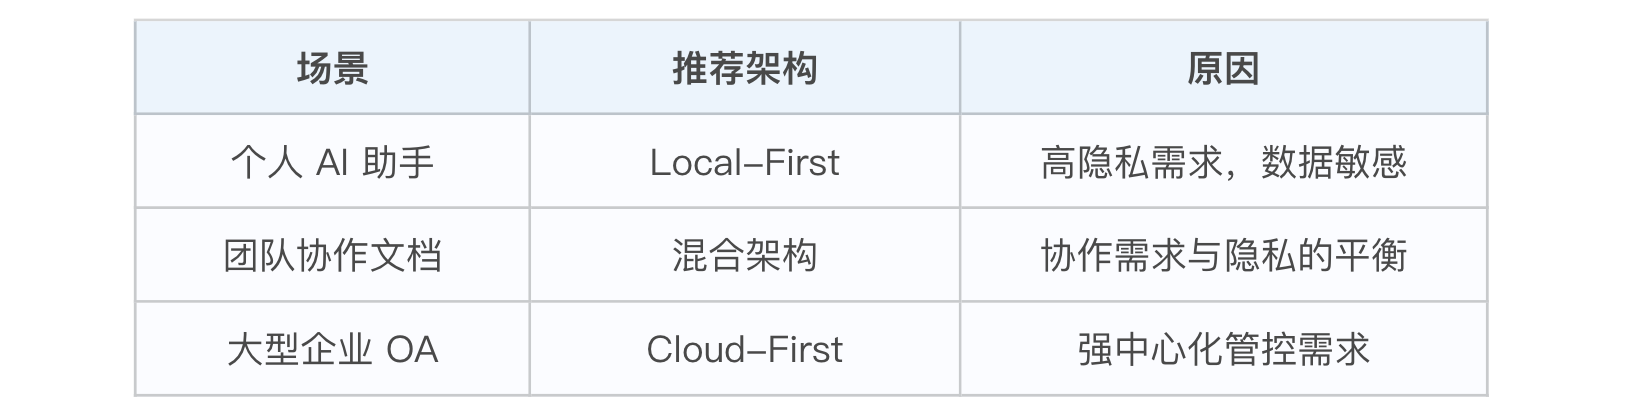 场景 推荐架构 原因
个人 AI 助手 Local-First 高隐私需求，数据敏感
团队协作文档 混合架构 协作需求与隐私的平衡
大型企业 OA Cloud-First 强中心化管控需求